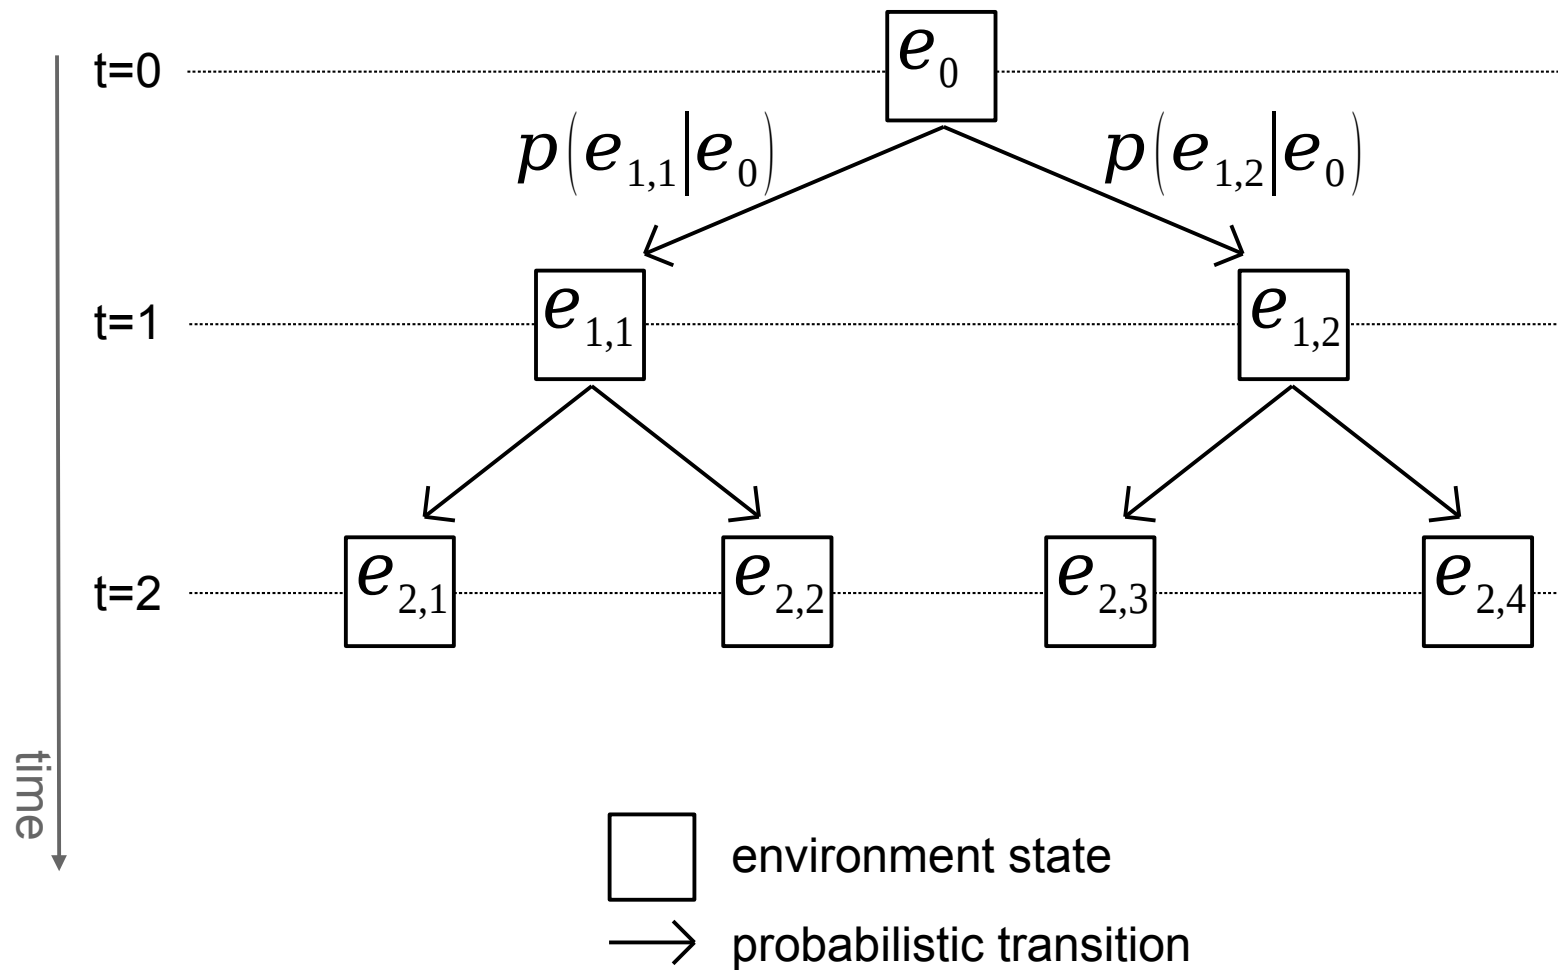 t=0
e0
p(e1,1|e0)
p(e1,2|e0)
t=1
e1,1
e1,2
t=2
e2,1
e2,2
e2,3
e2,4
time
environment state
probabilistic transition